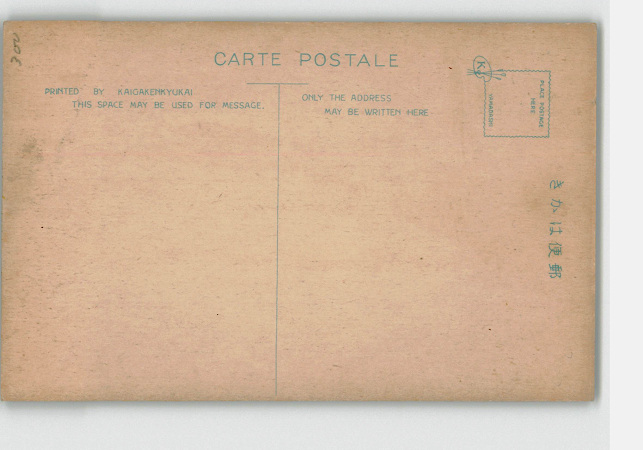 300
CARTE POSTALE
PRINTED BY KAIGAKENKYUKAI
THIS SPACE MAY BE USED FOR MESSAGE.
ONLY THE ADDRESS
MAY BE WRITTEN HERE
PLACE POSTAGE
HERE
きかは便郵